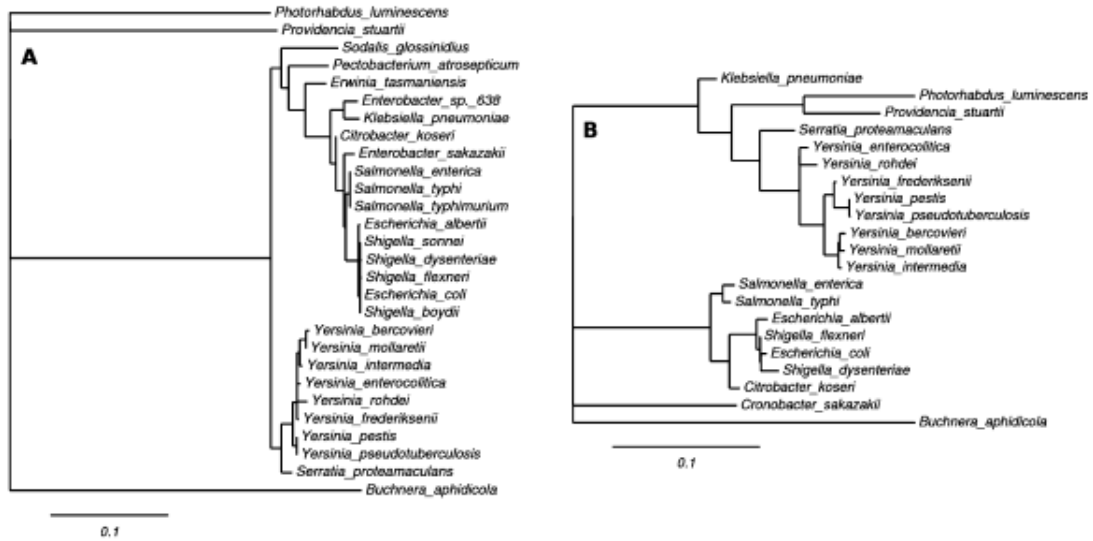 Photorhabdus_luminescens
Providencia_stuartii
A
Sodalis_glossinidius
Pectobacterium_atrosepticum
Erwinia_tasmaniensis
Enterobacter_sp._638
Klebsiella_pneumoniae
Citrobacter_koseri
Enterobacter_sakazakii
Salmonella_enterica
Salmonella_typhi
Salmonella_typhimurium
Escherichia_albertii
Shigella_sonnei
Shigella_dysenteriae
Shigella_flexneri
Escherichia_coli
Shigella_boydii
Yersinia_bercovieri
Yersinia_mollaretii
Yersinia_intermedia
Yersinia_enterocolitica
Yersinia_rohdei
Yersinia_frederiksenii
Yersinia_pestis
Yersinia_pseudotuberculosis
Serratia_proteamaculans
Buchnera_aphidicola
0.1
Klebsiella_pneumoniae
Photorhabdus_luminescens
Providencia_stuartii
B
Serratia_proteamaculans
Yersinia_enterocolitica
Yersinia_rohdei
Yersinia_frederiksenii
Yersinia_pestis
Yersinia_pseudotuberculosis
Yersinia_bercovieri
Yersinia_mollaretii
Yersinia_intermedia
Salmonella_enterica
Salmonella_typhi
Escherichia_albertii
Shigella_flexneri
Escherichia_coli
Shigella_dysenteriae
Citrobacter_koseri
Cronobacter_sakazakii
Buchnera_aphidicola
0.1